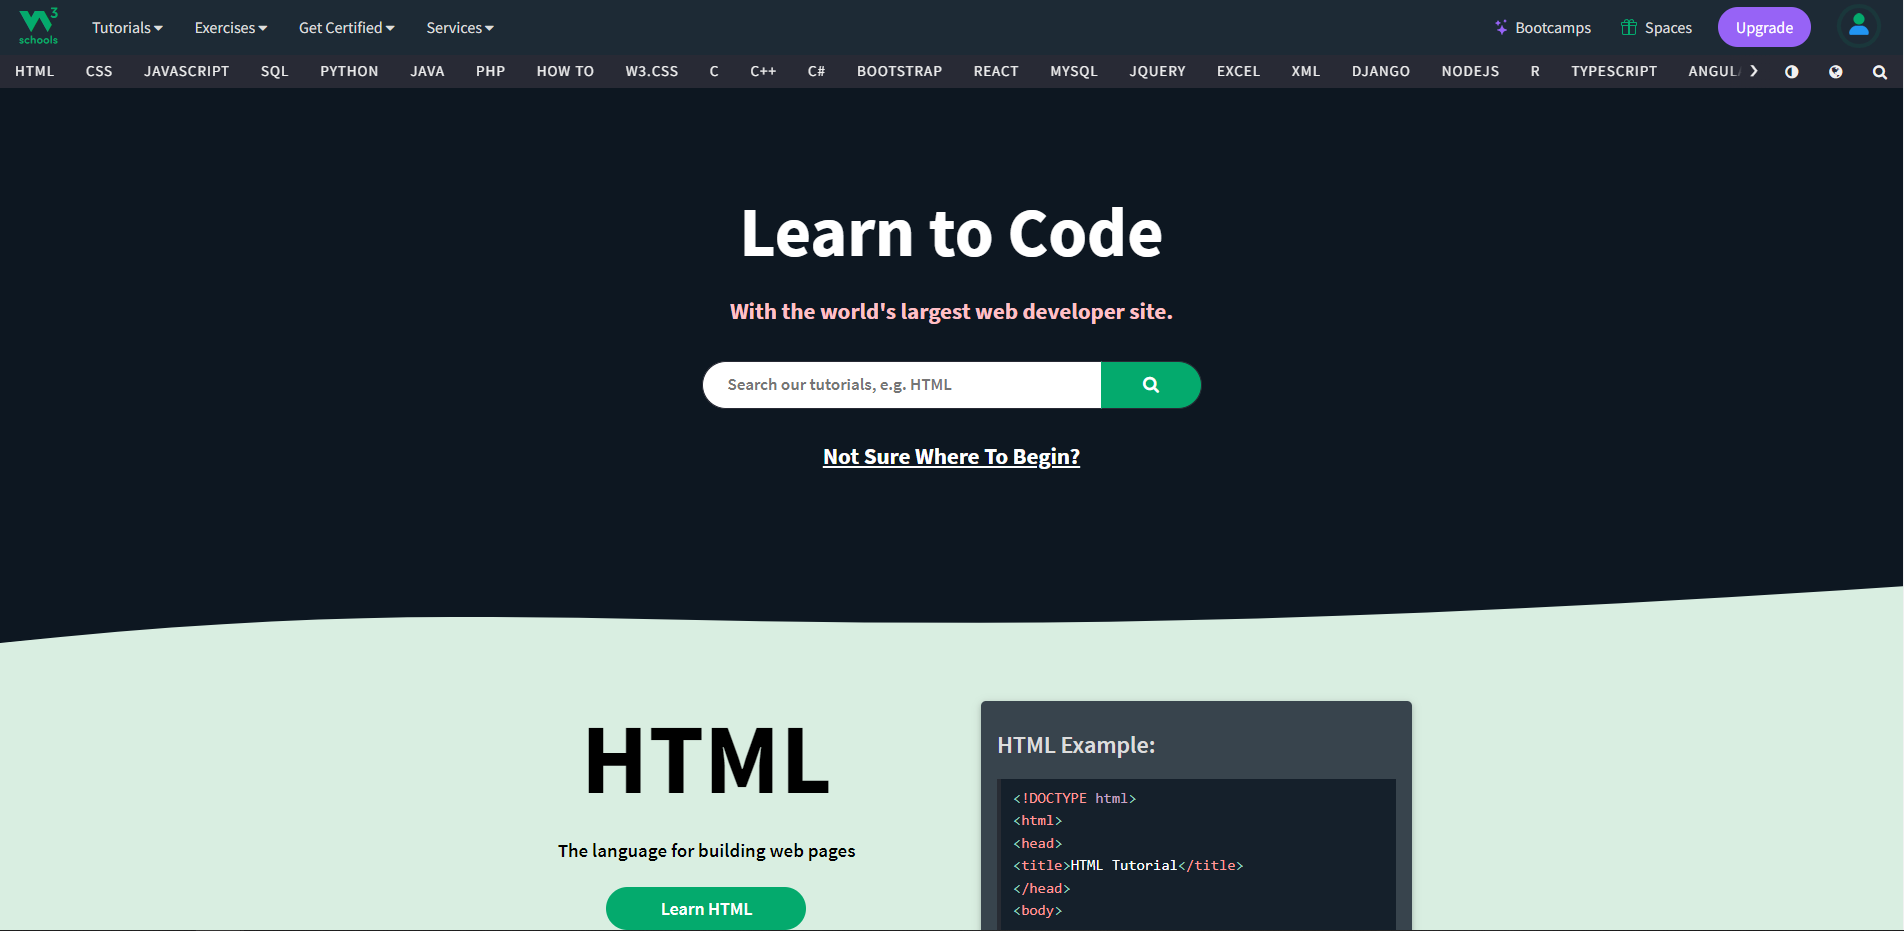 W3 schools
Tutorials Exercises Get Certified Services Bootcamps Spaces Upgrade
HTML CSS JAVASCRIPT SQL PYTHON JAVA PHP HOW TO W3.CSS C C++ C# BOOTSTRAP REACT MYSQL JQUERY EXCEL XML DJANGO NODEJS R TYPESCRIPT ANGUL
Learn to Code
With the world's largest web developer site.
Search our tutorials, e.g. HTML
Not Sure Where To Begin?
HTML
The language for building web pages
Learn HTML
HTML Example:
<!DOCTYPE html>
<html>
<head>
<title>HTML Tutorial</title>
</head>
<body>